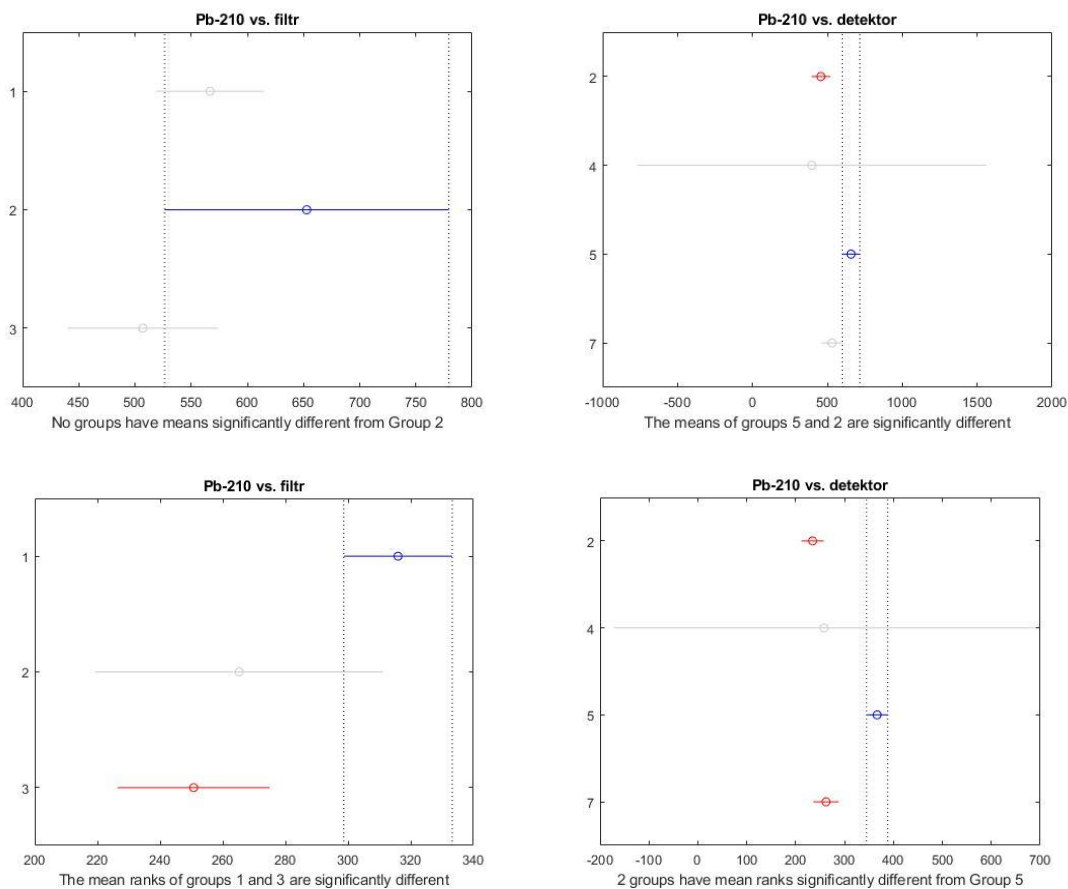 Pb-210 vs. filtr
1
2
3
400 450 500 550 600 650 700 750 800
No groups have means significantly different from Group 2
Pb-210 vs. detektor
2
4
5
7
-1000 -500 0 500 1000 1500 2000
The means of groups 5 and 2 are significantly different
Pb-210 vs. filtr
1
2
3
200 220 240 260 280 300 320 340
The mean ranks of groups 1 and 3 are significantly different
Pb-210 vs. detektor
2
4
5
7
-200 -100 0 100 200 300 400 500 600 700
2 groups have mean ranks significantly different from Group 5